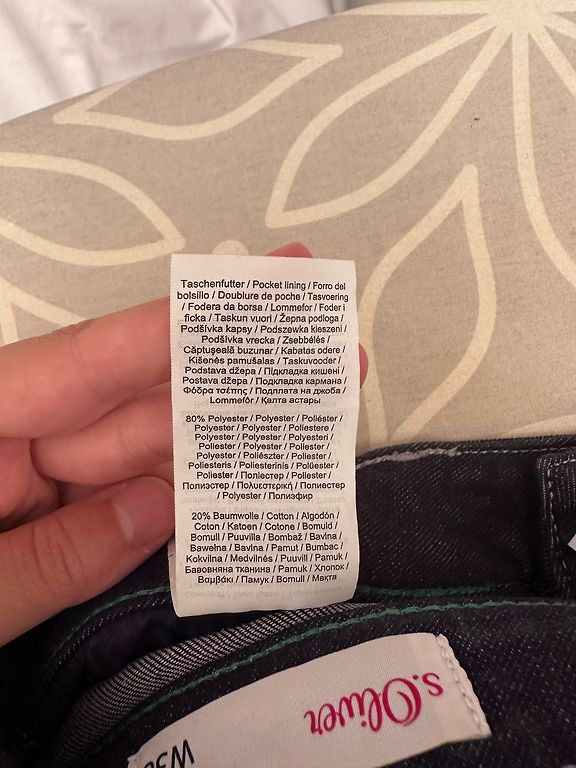 Taschenfutter / Pocket lining / Forro del
bolsillo / Doublure de poche / Tasvoering
/ Fodera da borsa / Lommefor / Foder i
ficka / Taskun vuori / Žepna podloga /
Podšívka kapsy / Podszewka kieszeni /
Podšívka vrecka / Zsebbélés /
Căptușeală buzunar / Kabatas odere /
Kišenės pamušalas / Taskuvooder /
Postava džepa / Підкладка кишені /
Postava džepa / Подкладка кармана /
Φόδρα τσέπης / Подплата на джоба /
Lommefôr / Қалта астары
80% Polyester / Polyester / Poliéster /
Polyester / Polyester / Poliestere /
Polyester / Polyester / Polyesteri /
Poliester / Polyester / Poliester /
Polyester / Poliészter / Poliester /
Poliesteris / Poliesterinis / Polüester /
Poliester / Поліестер / Poliester /
Полиэстер / Πολυεστερική / Полиестер
/ Polyester / Полиэфир
20% Baumwolle / Cotton / Algodón /
Coton / Katoen / Cotone / Bomuld /
Bomull / Puuvilla / Bombaž / Bavlna /
Bawełna / Bavlna / Pamut / Bumbac /
Kokvilna / Medvilnės / Puuvill / Pamuk /
Бавовняна тканина / Pamuk / Хлопок /
Βαμβάκι / Памук / Bomull / Мақта
s.Oliver